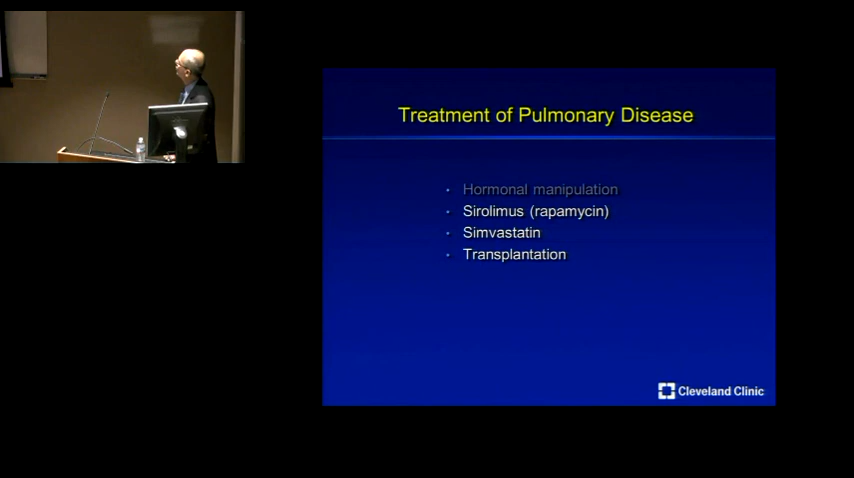 Treatment of Pulmonary Disease
Hormonal manipulation
Sirolimus (rapamycin)
Simvastatin
Transplantation
Cleveland Clinic